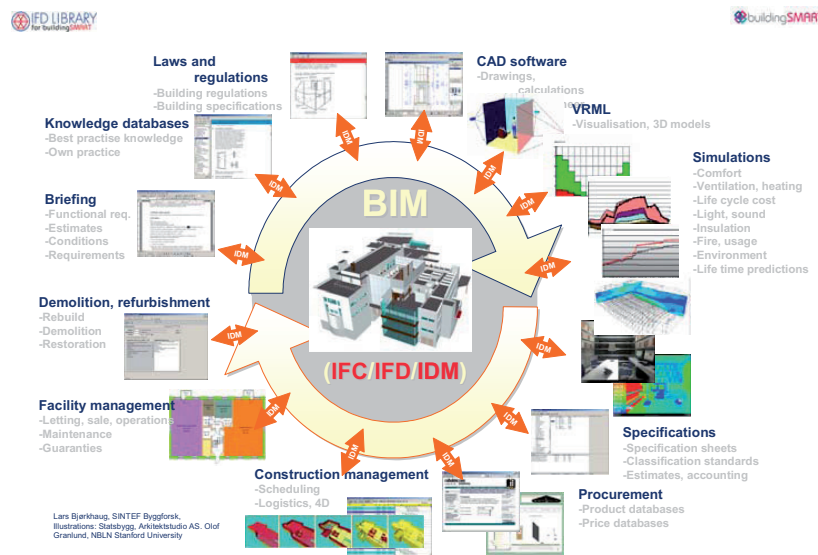 IFD LIBRARY
for buildingSMART
buildingSMAR
Laws and
regulations
-Building regulations
-Building specifications
CAD software
-Drawings,
calculations
VRML
-Visualisation, 3D models
Knowledge databases
-Best practise knowledge
-Own practice
Simulations
-Comfort
-Ventilation, heating
-Life cycle cost
-Light, sound
-Insulation
-Fire, usage
-Environment
-Life time predictions
Briefing
-Functional req.
-Estimates
-Conditions
-Requirements
BIM
(IFC/IFD/IDM)
IDM
IDM
IDM
IDM
IDM
IDM
IDM
IDM
IDM
IDM
IDM
IDM
IDM
IDM
Demolition, refurbishment
-Rebuild
-Demolition
-Restoration
Facility management
-Letting, sale, operations
-Maintenance
-Guaranties
Specifications
-Specification sheets
-Classification standards
-Estimates, accounting
Construction management
-Scheduling
-Logistics, 4D
Procurement
-Product databases
-Price databases
Lars Bjørkhaug, SINTEF Byggforsk,
Illustrations: Statsbygg, Arkitektstudio AS. Olof
Granlund, NBLN Stanford University